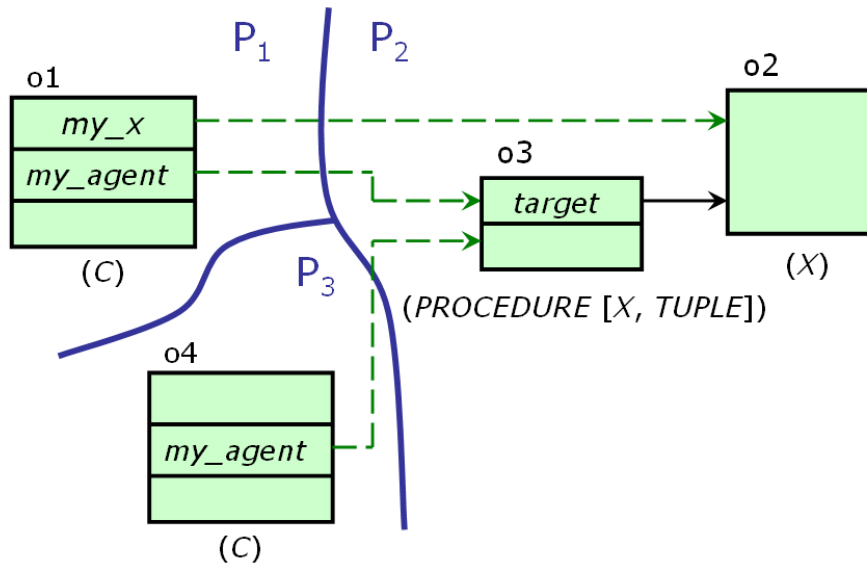 P1 P2
o1
o2
my_x
my_agent
o3
target
(C)
(X)
P3
(PROCEDURE [X, TUPLE])
o4
my_agent
(C)